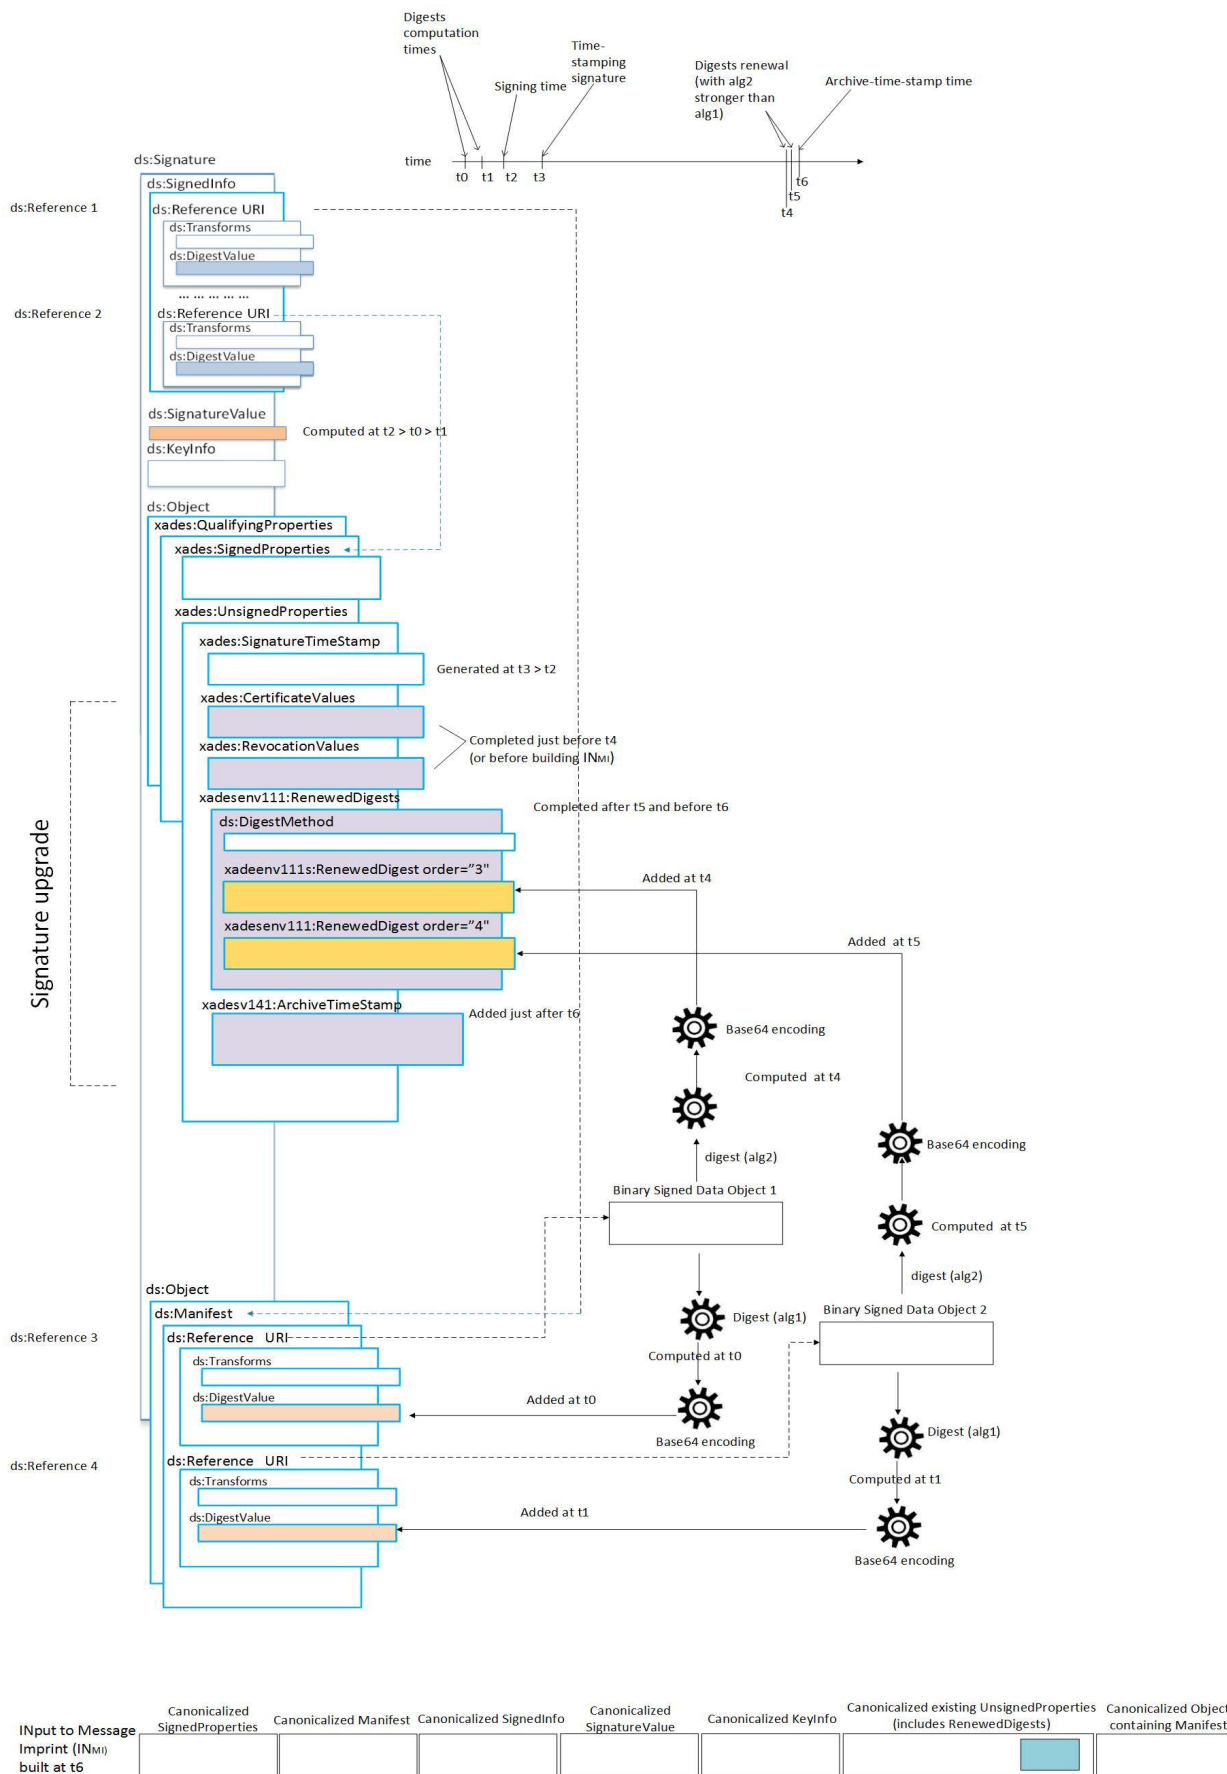 Digests
computation
times
Time-
stamping
signature
Signing time
Digests renewal
(with alg2
stronger than
alg1)
Archive-time-stamp time
time
t0
t1
t2
t3
t6
t5
t4
ds:Signature
ds:SignedInfo
ds:Reference 1
ds:Reference URI
ds:Transforms
ds:DigestValue
... ... ... ... ...
ds:Reference 2
ds:Reference URI
ds:Transforms
ds:DigestValue
ds:SignatureValue
Computed at t2 > t0 > t1
ds:KeyInfo
ds:Object
xades:QualifyingProperties
xades:SignedProperties
xades:UnsignedProperties
xades:SignatureTimeStamp
Generated at t3 > t2
xades:CertificateValues
xades:RevocationValues
Completed just before t4
(or before building INMI)
xadesenv111:RenewedDigests
Completed after t5 and before t6
ds:DigestMethod
xadeenv111s:RenewedDigest order="3"
Added at t4
xadesenv111:RenewedDigest order="4"
Added at t5
Signature upgrade
xadesv141:ArchiveTimeStamp
Added just after t6
Base64 encoding
Computed at t4
digest (alg2)
Base64 encoding
Computed at t5
digest (alg2)
Binary Signed Data Object 1
Binary Signed Data Object 2
ds:Object
ds:Manifest
ds:Reference 3
ds:Reference URI
ds:Transforms
ds:DigestValue
Digest (alg1)
Computed at t0
Added at t0
Base64 encoding
ds:Reference 4
ds:Reference URI
ds:Transforms
ds:DigestValue
Digest (alg1)
Computed at t1
Added at t1
Base64 encoding
INput to Message
Imprint (INMI)
built at t6
Canonicalized
SignedProperties
Canonicalized Manifest
Canonicalized SignedInfo
Canonicalized
SignatureValue
Canonicalized KeyInfo
Canonicalized existing UnsignedProperties
(includes RenewedDigests)
Canonicalized Object
containing Manifest